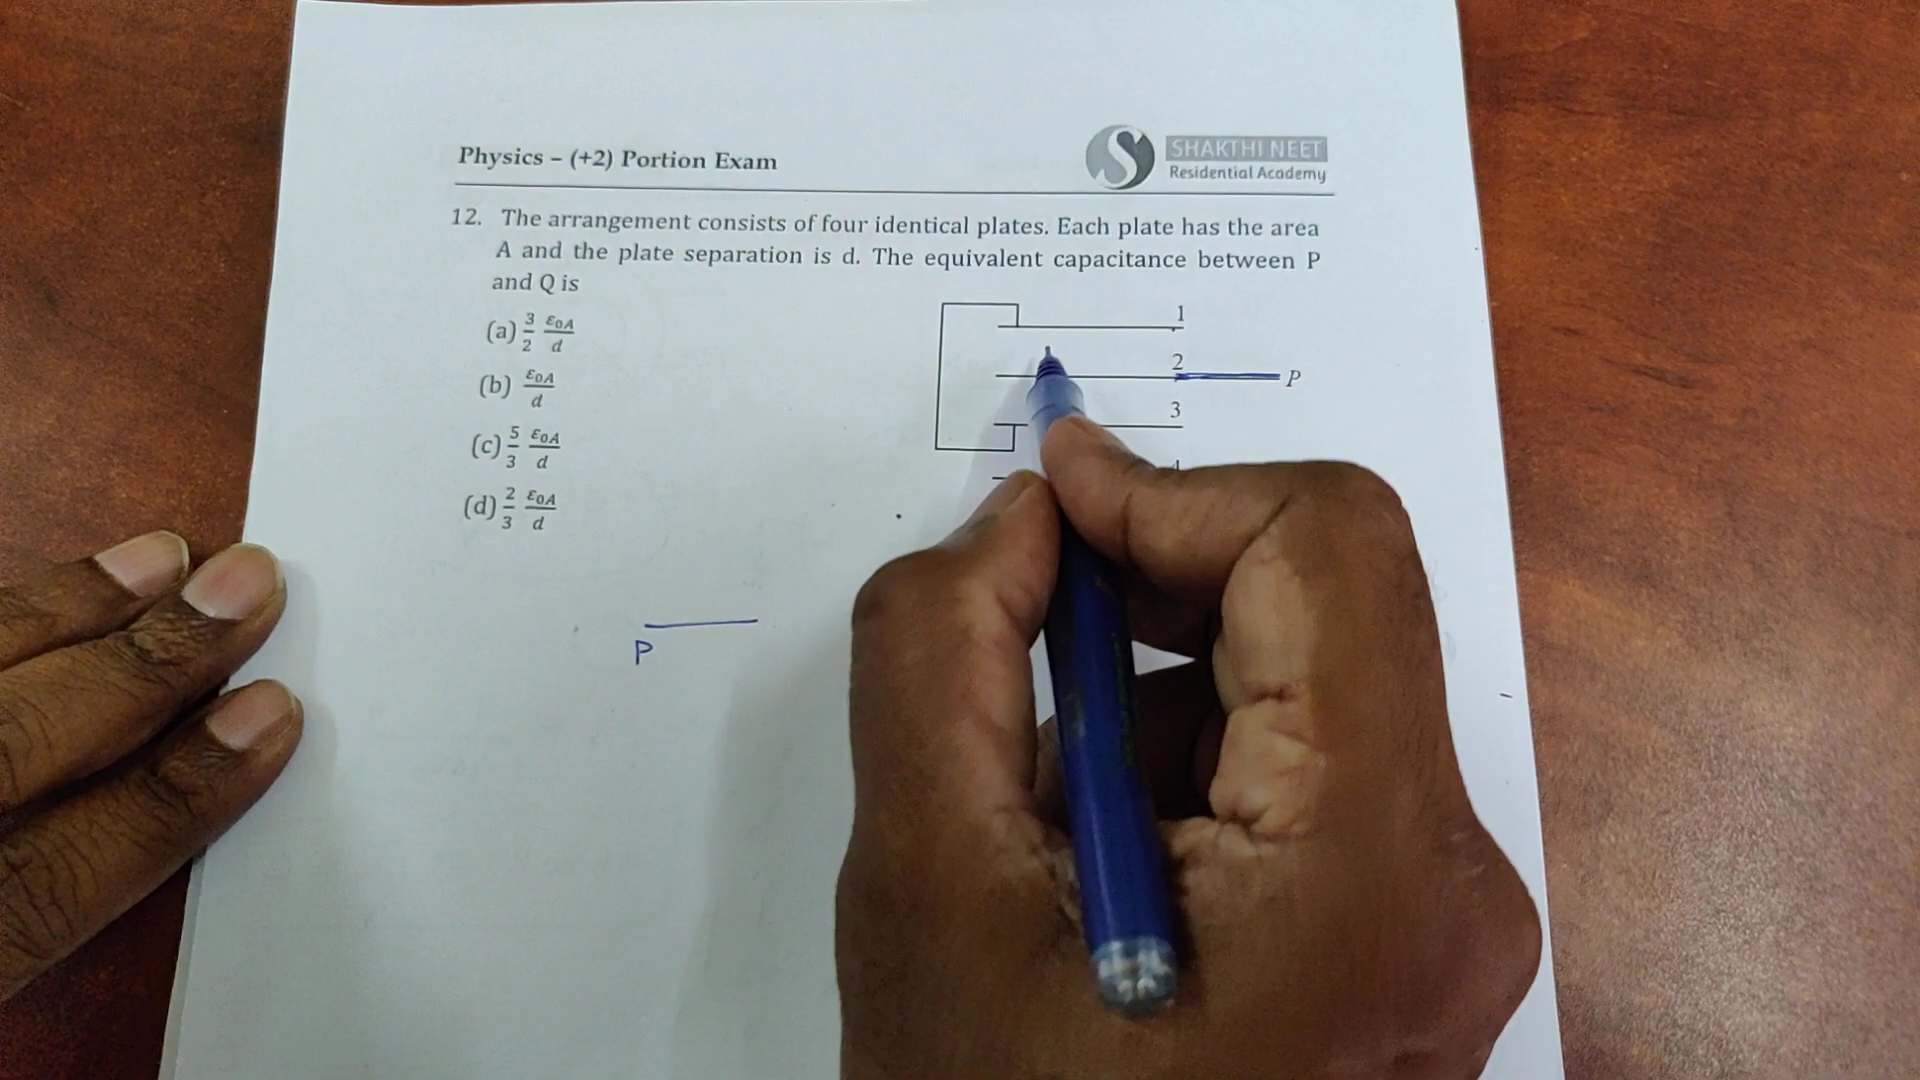 Physics – (+2) Portion Exam
SHAKTHI NEET
Residential Academy
12. The arrangement consists of four identical plates. Each plate has the area
A and the plate separation is d. The equivalent capacitance between P
and Q is
(a) 3/2 ε₀A/d
(b) ε₀A/d
(c) 5/3 ε₀A/d
(d) 2/3 ε₀A/d
1
2
P
3
P